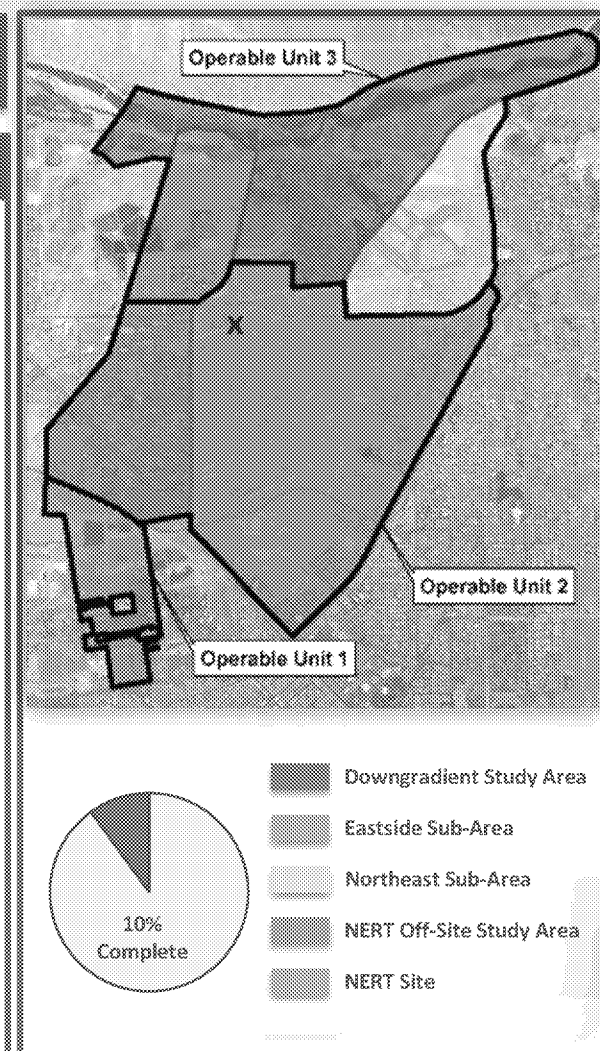 Operable Unit 3
X
Operable Unit 2
Operable Unit 1
10%
Complete
Downgradient Study Area
Eastside Sub-Area
Northeast Sub-Area
NERT Off-Site Study Area
NERT Site